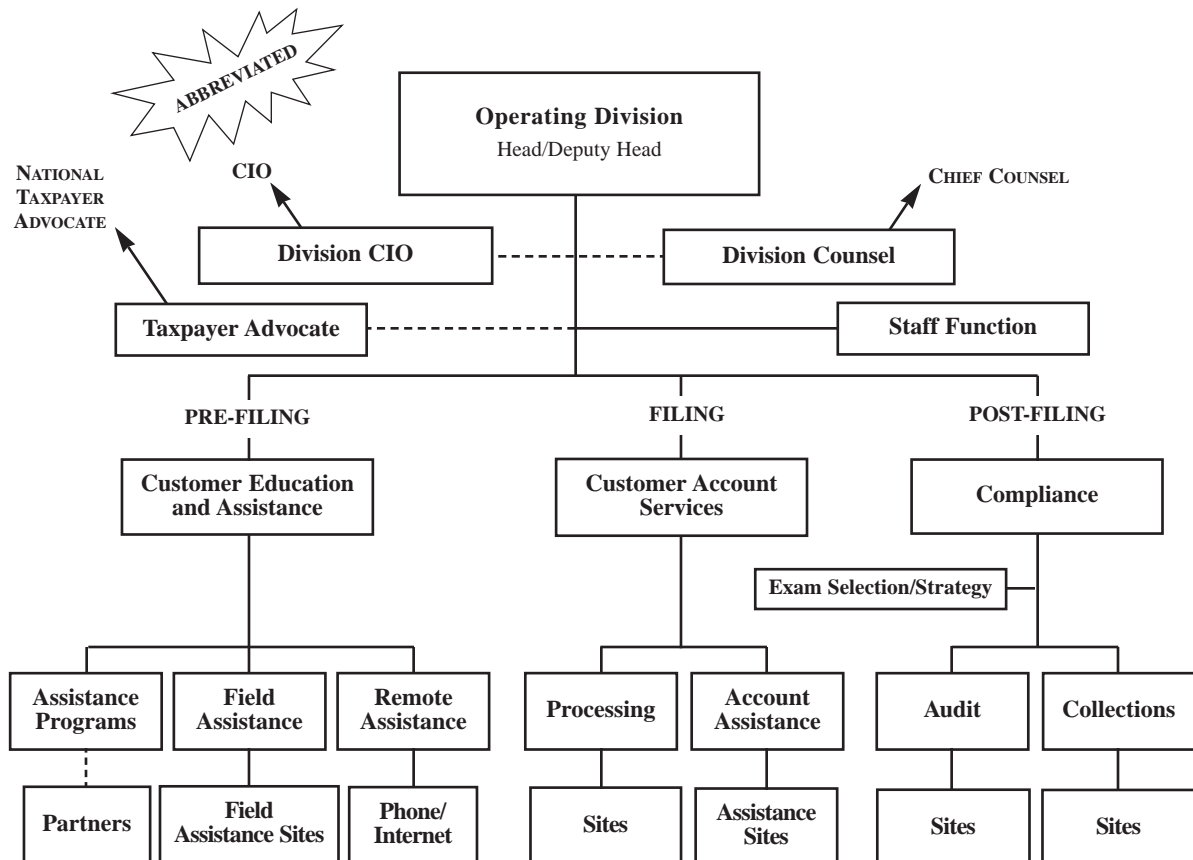 ABBREVIATED
Operating Division
Head/Deputy Head
NATIONAL
TAXPAYER
ADVOCATE
CIO
CHIEF COUNSEL
Division CIO
Division Counsel
Taxpayer Advocate
Staff Function
PRE-FILING
FILING
POST-FILING
Customer Education
and Assistance
Customer Account
Services
Compliance
Exam Selection/Strategy
Assistance
Programs
Field
Assistance
Remote
Assistance
Processing
Account
Assistance
Audit
Collections
Partners
Field
Assistance Sites
Phone/
Internet
Sites
Assistance
Sites
Sites
Sites